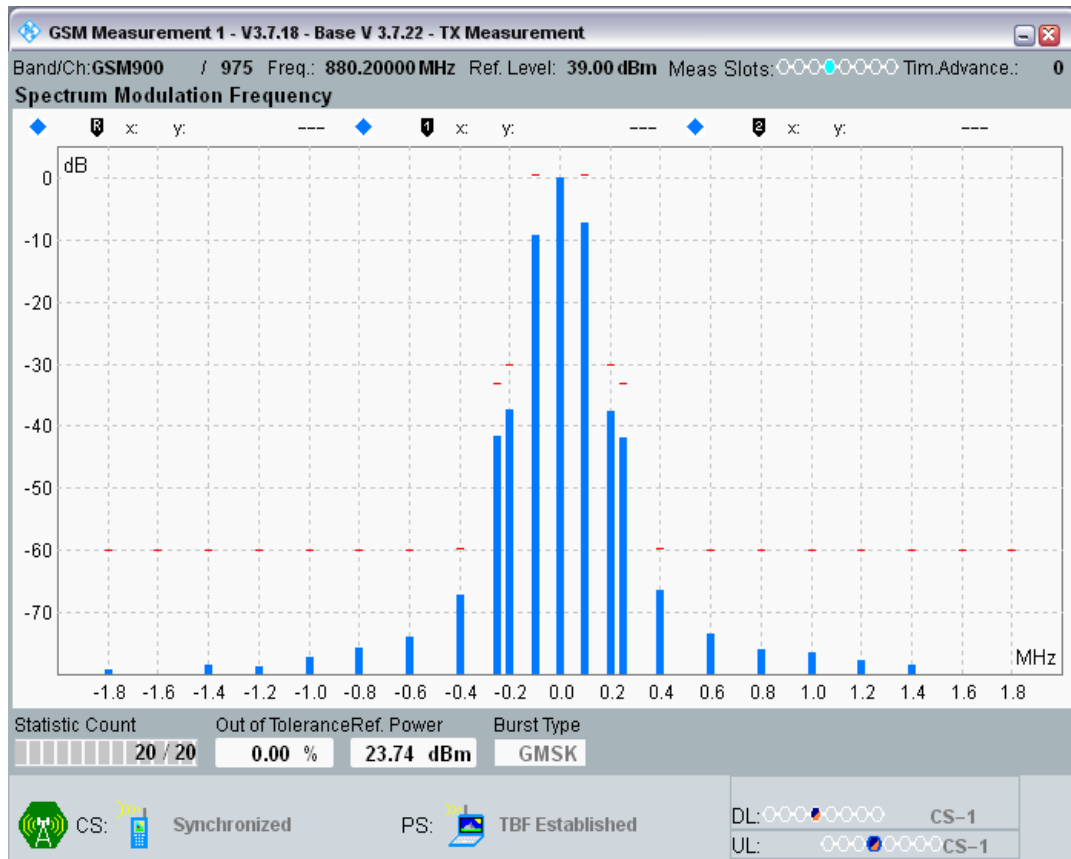 GSM Measurement 1 - V3.7.18 - Base V 3.7.22 - TX Measurement
Band/Ch:GSM900 / 975 Freq.: 880.20000 MHz Ref. Level: 39.00 dBm Meas Slots: Tim.Advance.: 0
Spectrum Modulation Frequency
R x: y: --- 1 x: y: --- 2 x: y: ---
dB
0
-10
-20
-30
-40
-50
-60
-70
MHz
-1.8 -1.6 -1.4 -1.2 -1.0 -0.8 -0.6 -0.4 -0.2 0.0 0.2 0.4 0.6 0.8 1.0 1.2 1.4 1.6 1.8
Statistic Count Out of Tolerance Ref. Power Burst Type
20 / 20 0.00 % 23.74 dBm GMSK
CS: Synchronized PS: TBF Established
DL: CS-1
UL: CS-1